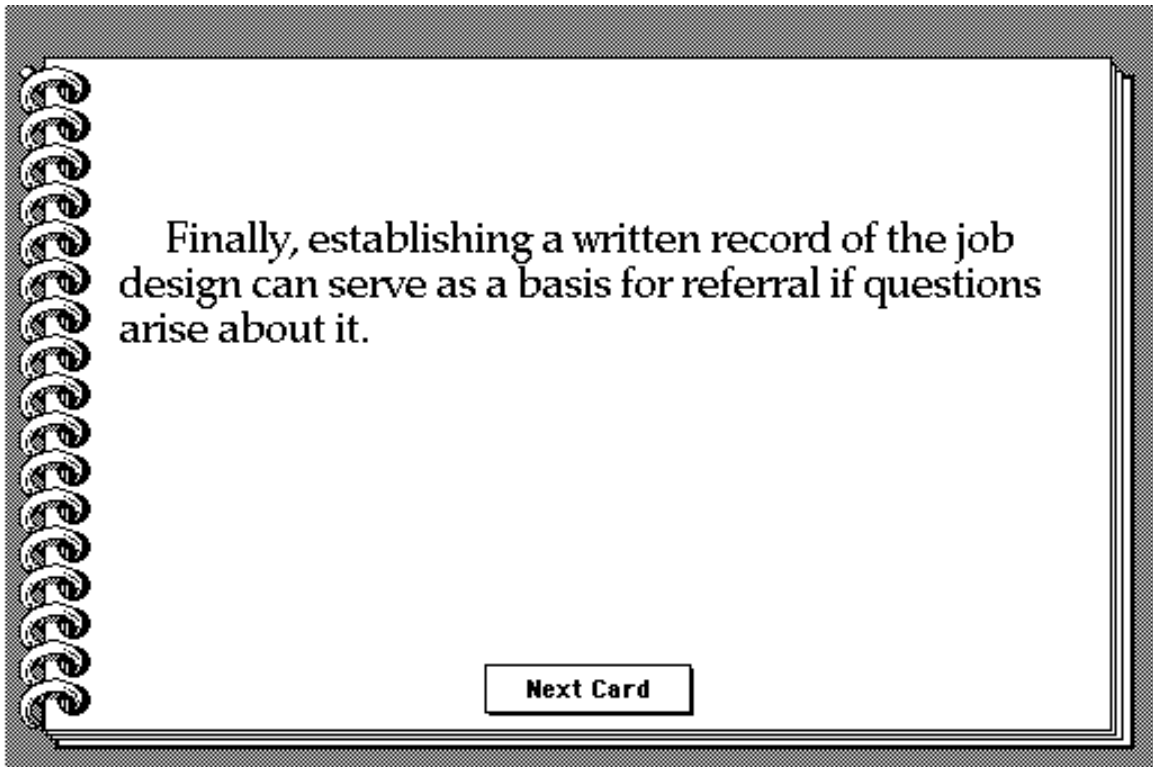 Finally, establishing a written record of the job
design can serve as a basis for referral if questions
arise about it.
Next Card